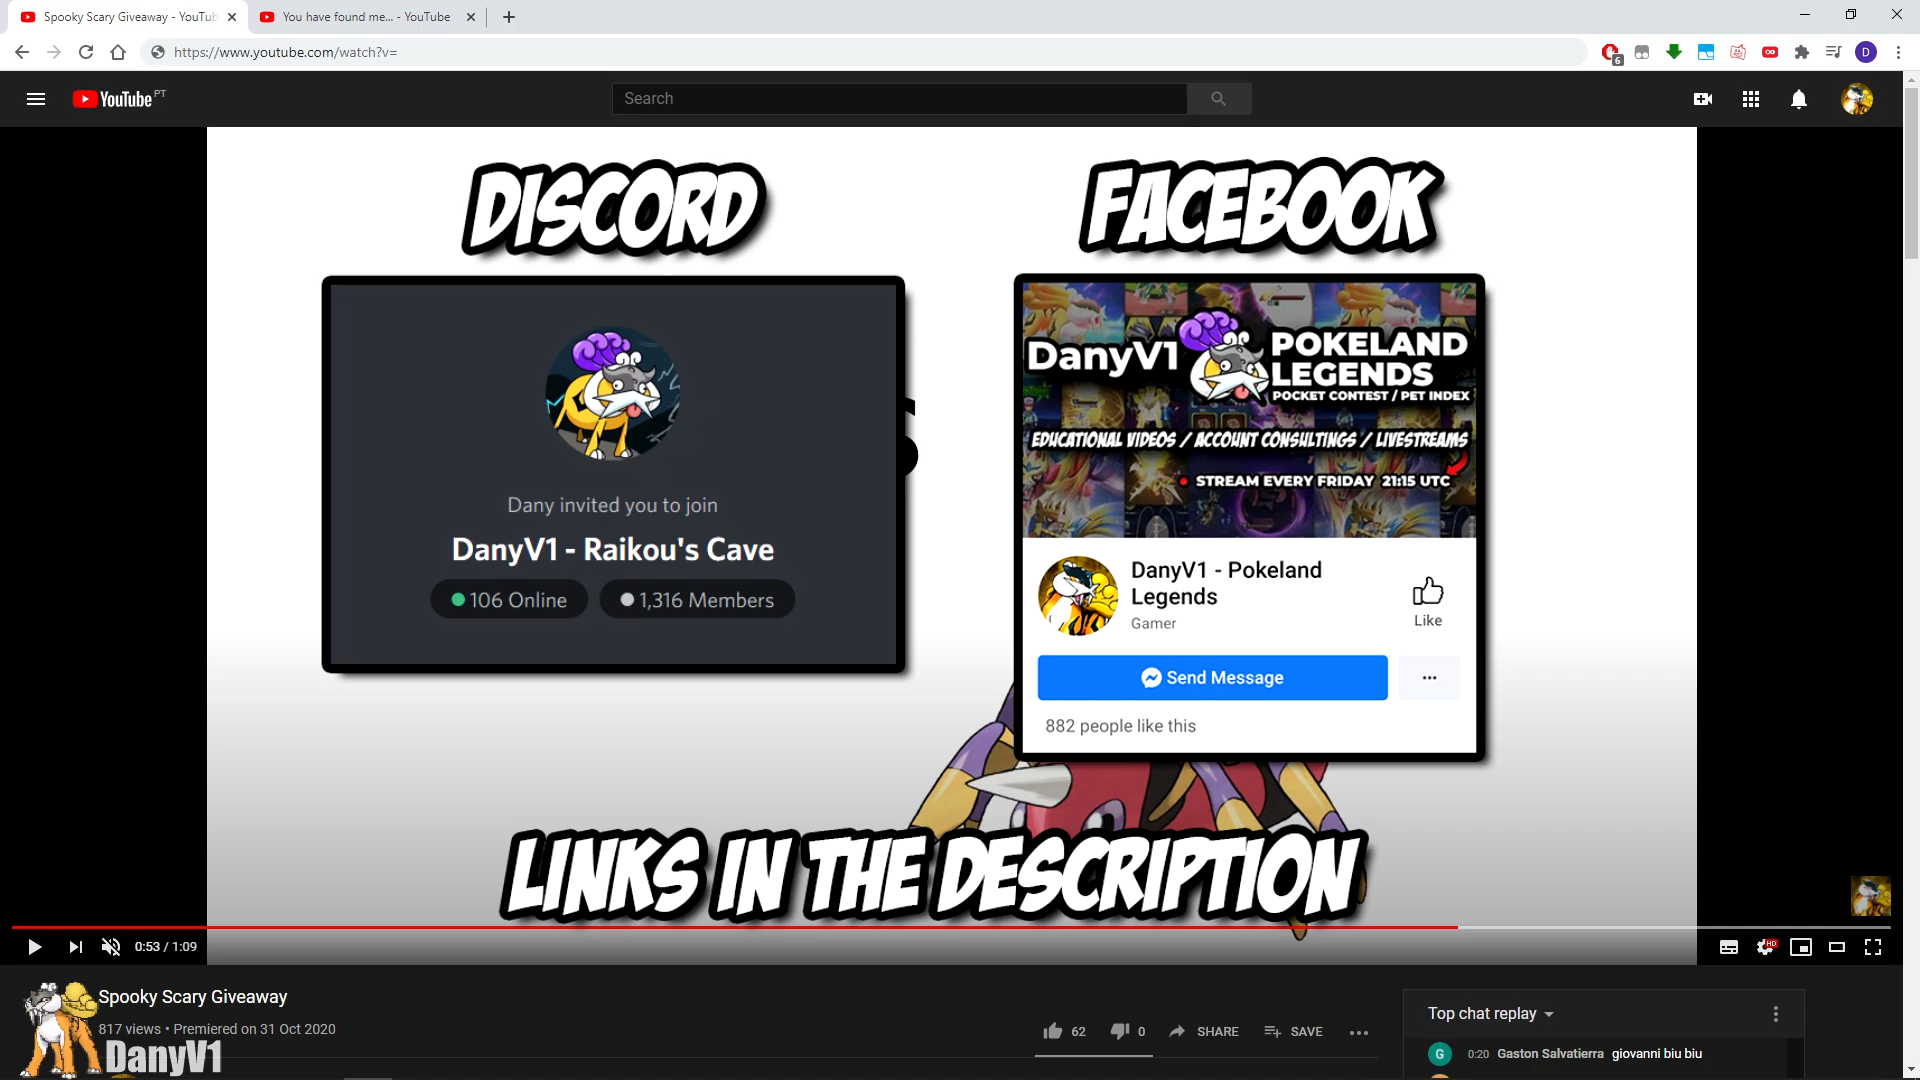 Spooky Scary Giveaway - YouTub
You have found me... - YouTube
https://www.youtube.com/watch?v=
6
D
YouTube PT
Search
DISCORD
FACEBOOK
Dany invited you to join
DanyV1 - Raikou's Cave
106 Online
1,316 Members
DanyV1
POKELAND
LEGENDS
POCKET CONTEST / PET INDEX
EDUCATIONAL VIDEOS / ACCOUNT CONSULTINGS / LIVESTREAMS
STREAM EVERY FRIDAY 21:15 UTC
DanyV1 - Pokeland
Legends
Gamer
Like
Send Message
882 people like this
LINKS IN THE DESCRIPTION
0:53 / 1:09
HD
Spooky Scary Giveaway
817 views • Premiered on 31 Oct 2020
DanyV1
62
0
SHARE
SAVE
Top chat replay
G
0:20 Gaston Salvatierra giovanni biu biu